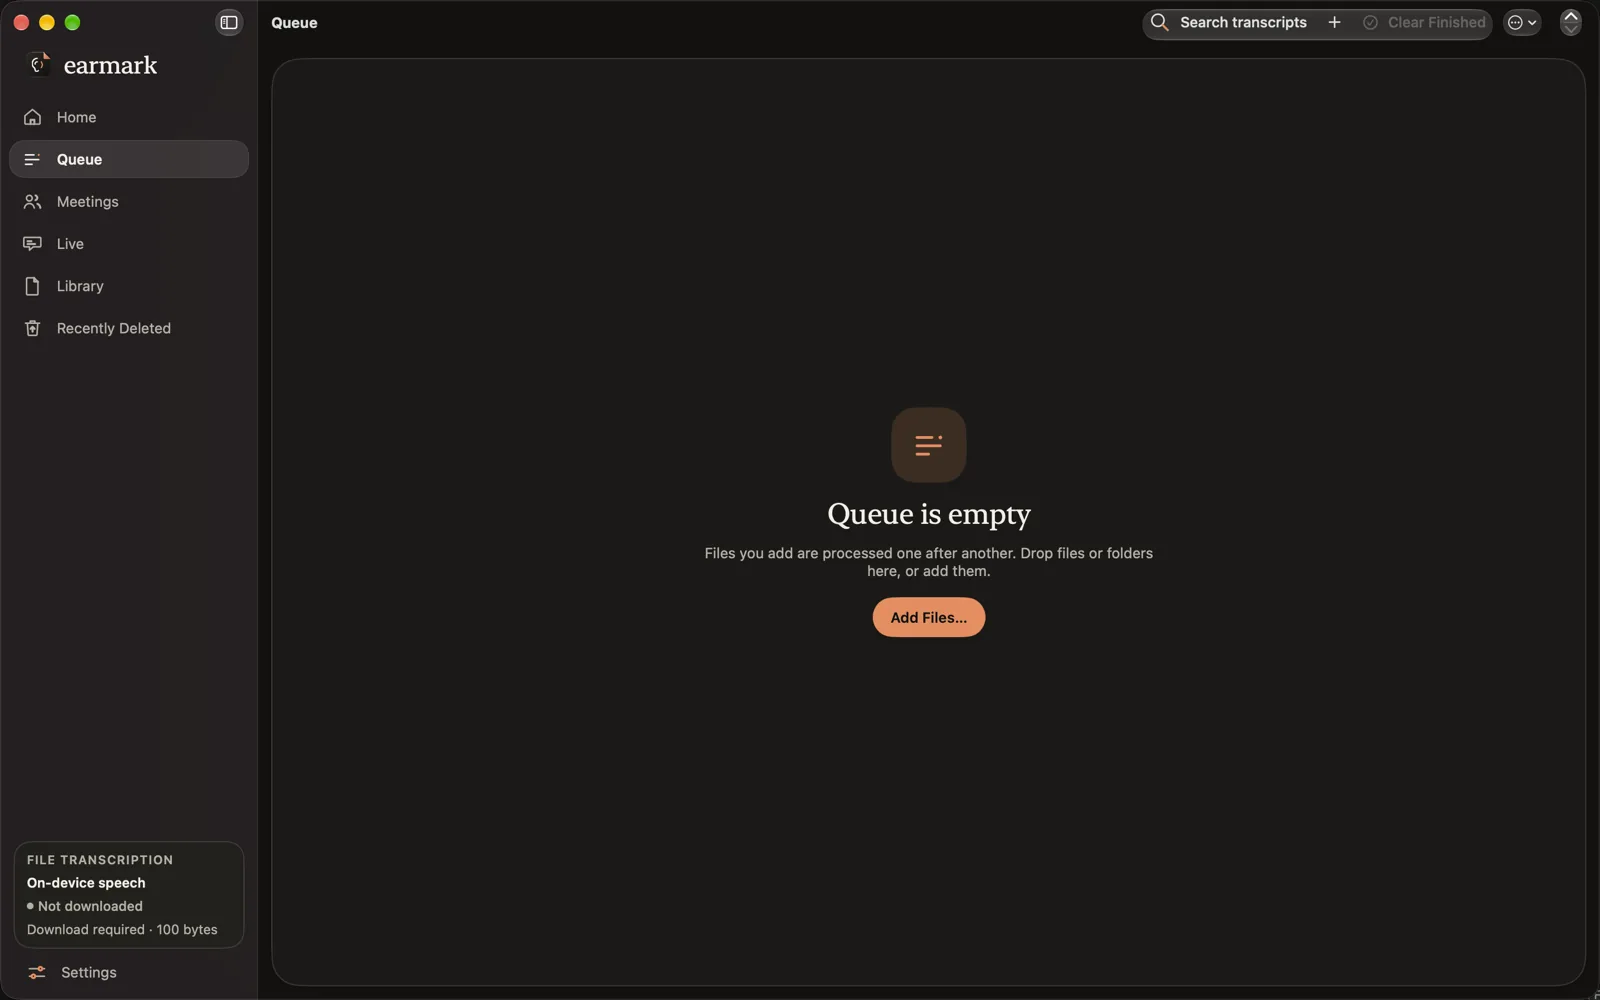 Queue
Search transcripts
Clear Finished
earmark
Home
Queue
Meetings
Live
Library
Recently Deleted
Queue is empty
Files you add are processed one after another. Drop files or folders
here, or add them.
Add Files...
FILE TRANSCRIPTION
On-device speech
Not downloaded
Download required · 100 bytes
Settings